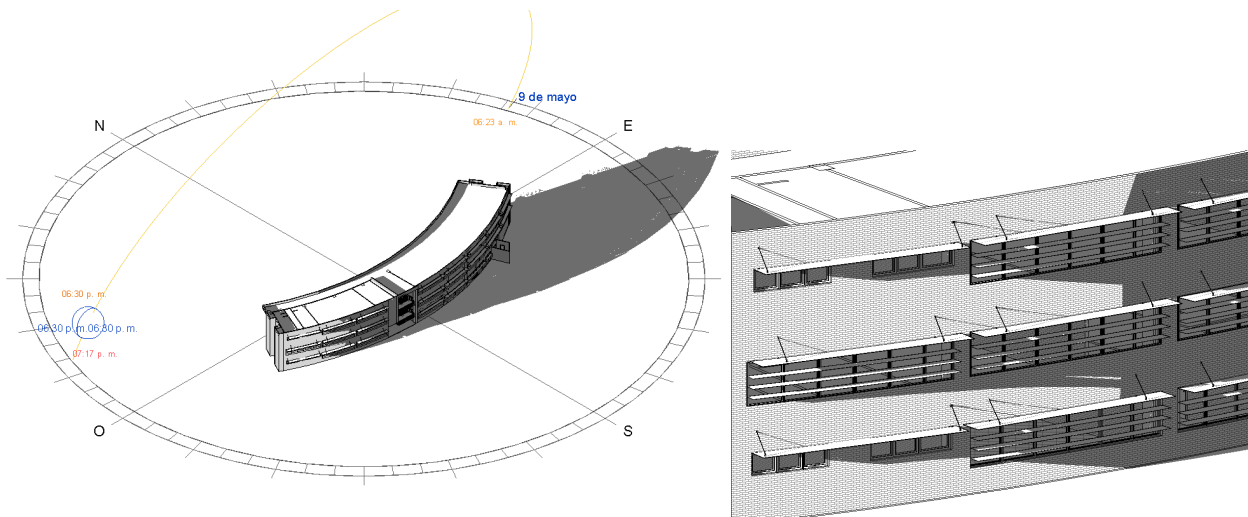 9 de mayo
06:23 a. m.
N
E
06:30 p. m.
06:30 p. m.
06:30 p. m.
07:17 p. m.
O
S